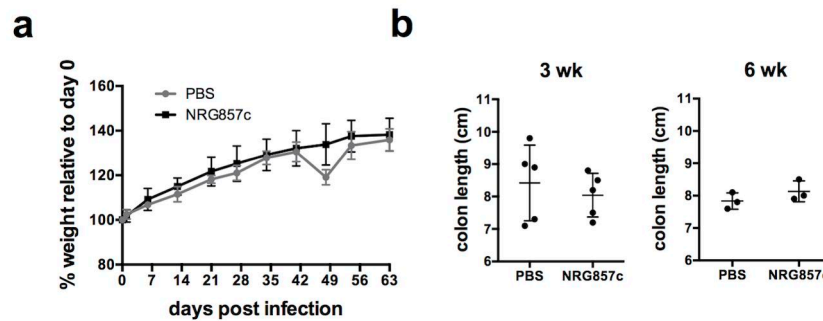 a
% weight relative to day 0
160
140
120
100
80
PBS
NRG857c
0 7 14 21 28 35 42 49 56 63
days post infection
b
3 wk
colon length (cm)
11
10
9
8
7
6
PBS NRG857c
6 wk
colon length (cm)
11
10
9
8
7
6
PBS NRG857c